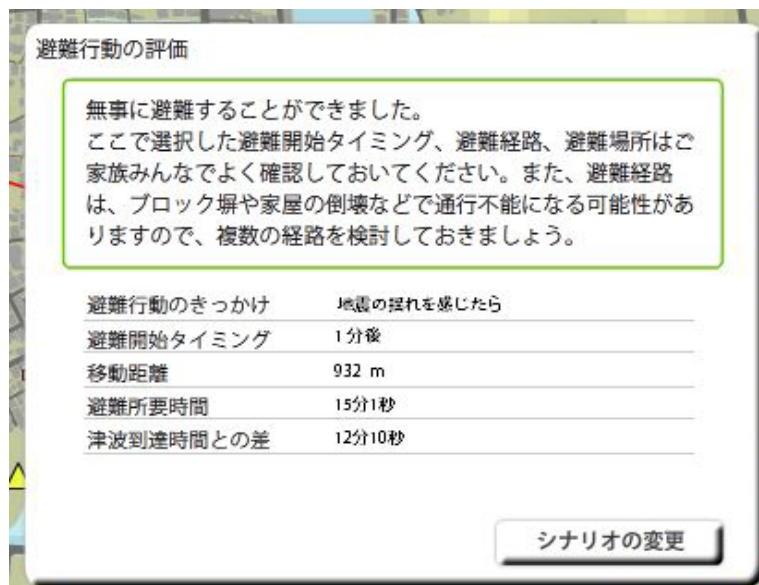 避難行動の評価
無事に避難することができました。
ここで選択した避難開始タイミング、避難経路、避難場所はご
家族みんなでよく確認しておいてください。また、避難経路
は、ブロック塀や家屋の倒壊などで通行不能になる可能性があ
りますので、複数の経路を検討しておきましょう。
避難行動のきっかけ 地震の揺れを感じたら
避難開始タイミング 1分後
移動距離 932 m
避難所要時間 15分1秒
津波到達時間との差 12分10秒
シナリオの変更